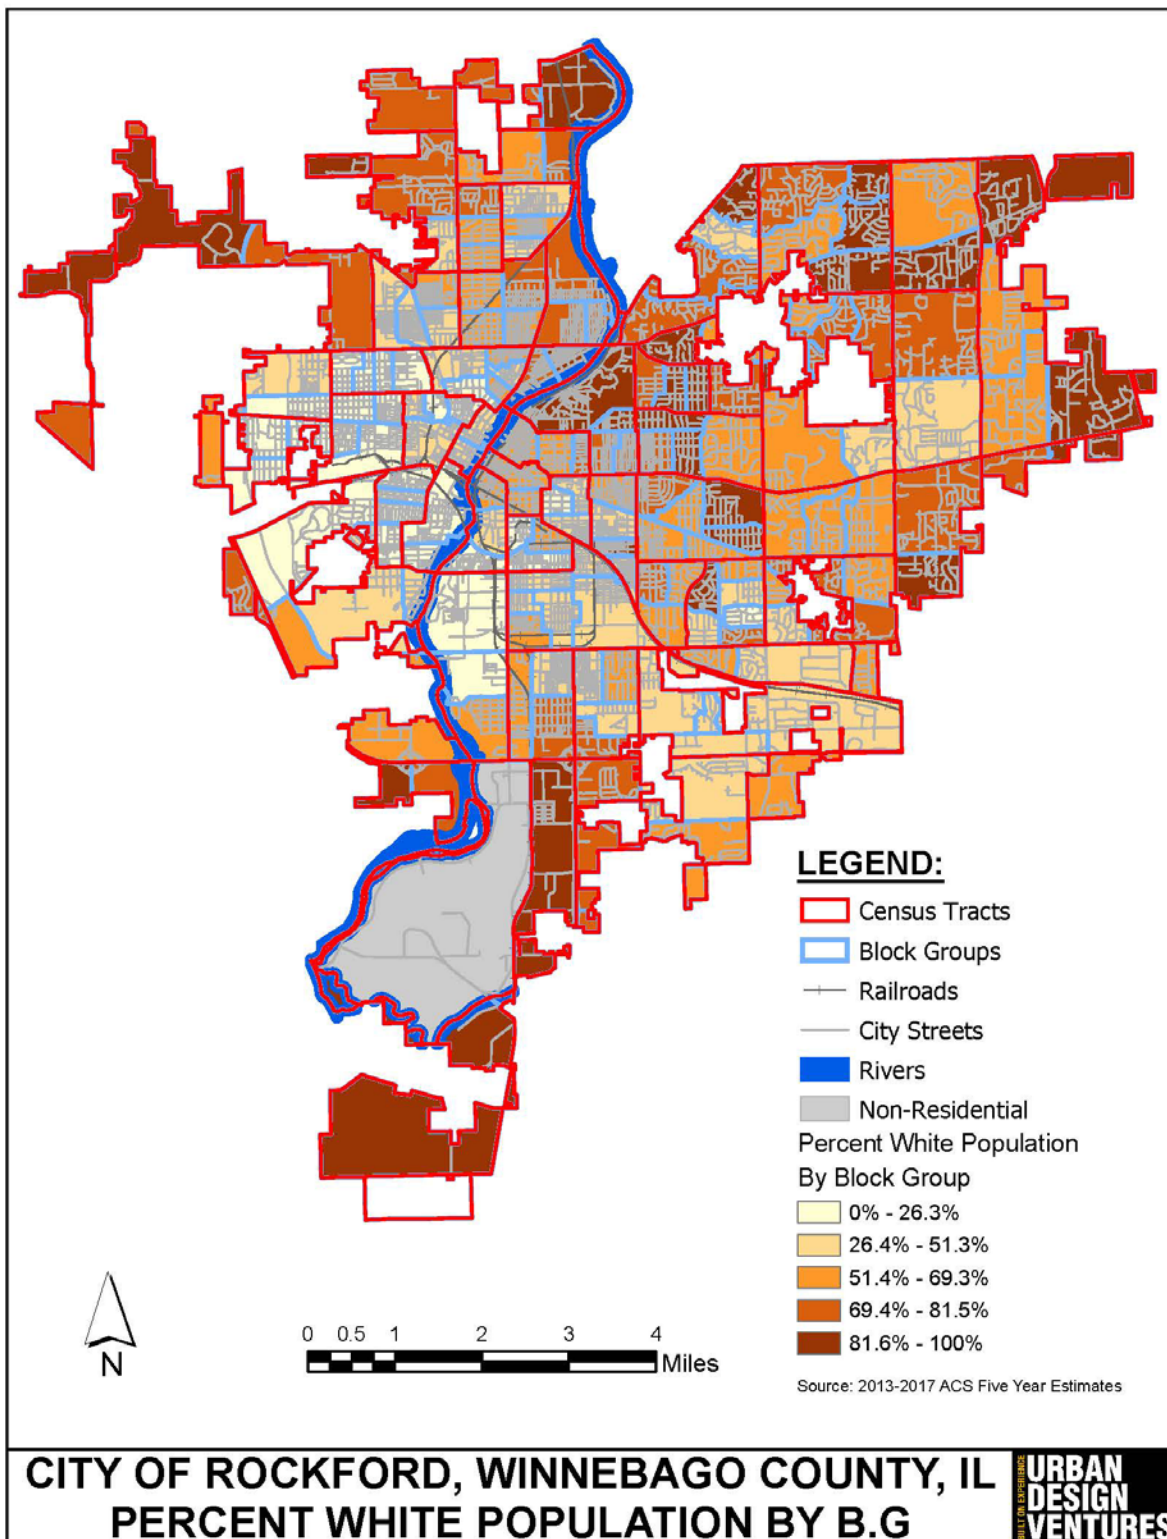 LEGEND:
Census Tracts
Block Groups
Railroads
City Streets
Rivers
Non-Residential
Percent White Population
By Block Group
0% - 26.3%
26.4% - 51.3%
51.4% - 69.3%
69.4% - 81.5%
81.6% - 100%
Source: 2013-2017 ACS Five Year Estimates
N
0 0.5 1 2 3 4
Miles
CITY OF ROCKFORD, WINNEBAGO COUNTY, IL
PERCENT WHITE POPULATION BY B.G
BUILT ON EXPERIENCE
URBAN
DESIGN
VENTURES